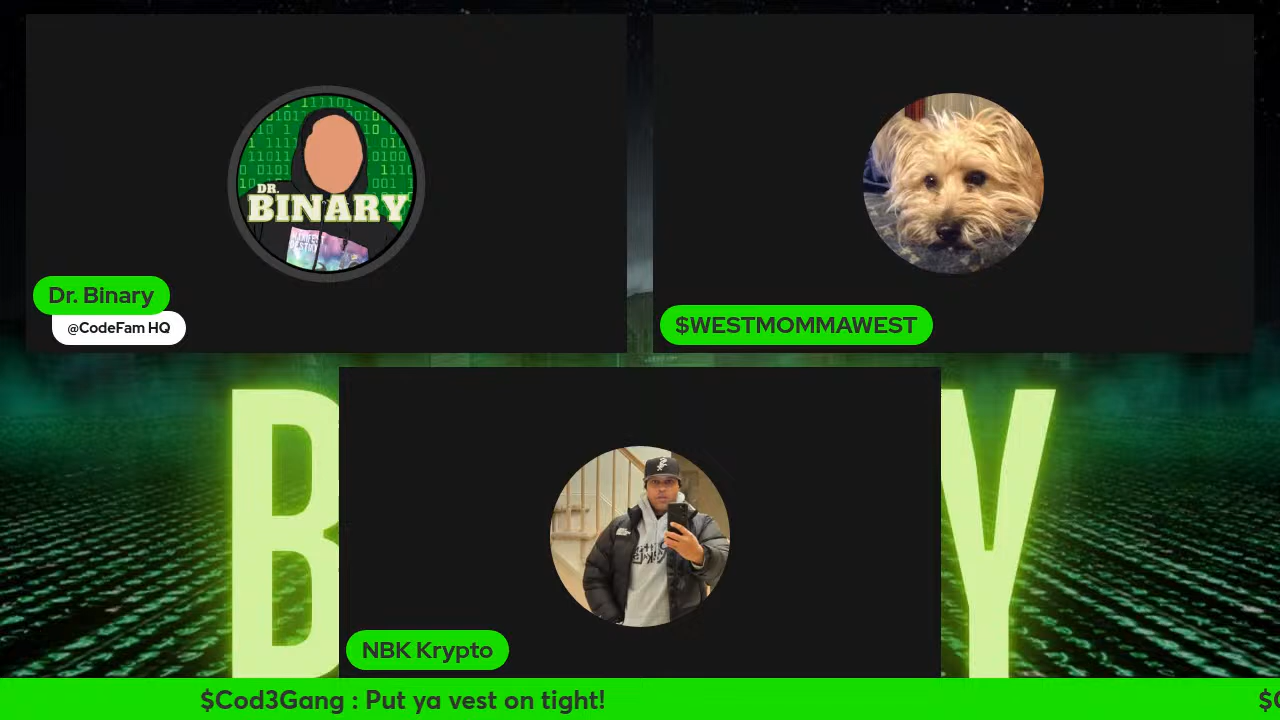 DR.
BINARY
Dr. Binary
@CodeFam HQ
$WESTMOMMAWEST
B
Y
NBK Krypto
$Cod3Gang : Put ya vest on tight!